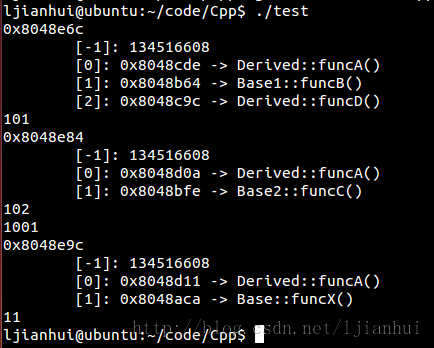 ljianhui@ubuntu:~/code/Cpp$ ./test
0x8048e6c
[-1]: 134516608
[0]: 0x8048cde -> Derived::funcA()
[1]: 0x8048b64 -> Base1::funcB()
[2]: 0x8048c9c -> Derived::funcD()
101
0x8048e84
[-1]: 134516608
[0]: 0x8048d0a -> Derived::funcA()
[1]: 0x8048bfe -> Base2::funcC()
102
1001
0x8048e9c
[-1]: 134516608
[0]: 0x8048d11 -> Derived::funcA()
[1]: 0x8048aca -> Base::funcX()
11
ljianhui@ubuntu:~/code/Cpp$
http://blog.csdn.net/ljianhui